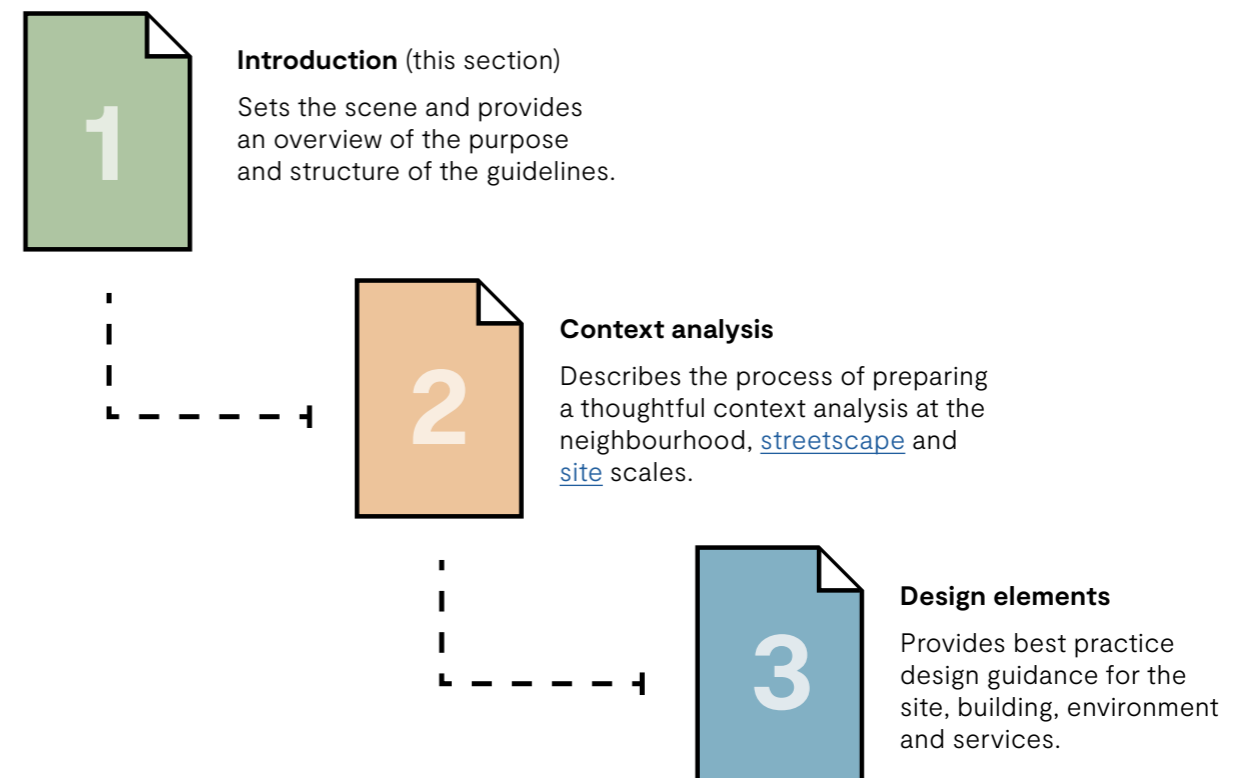 1
Introduction (this section)
Sets the scene and provides
an overview of the purpose
and structure of the guidelines.
2
Context analysis
Describes the process of preparing
a thoughtful context analysis at the
neighbourhood, streetscape and
site scales.
3
Design elements
Provides best practice
design guidance for the
site, building, environment
and services.